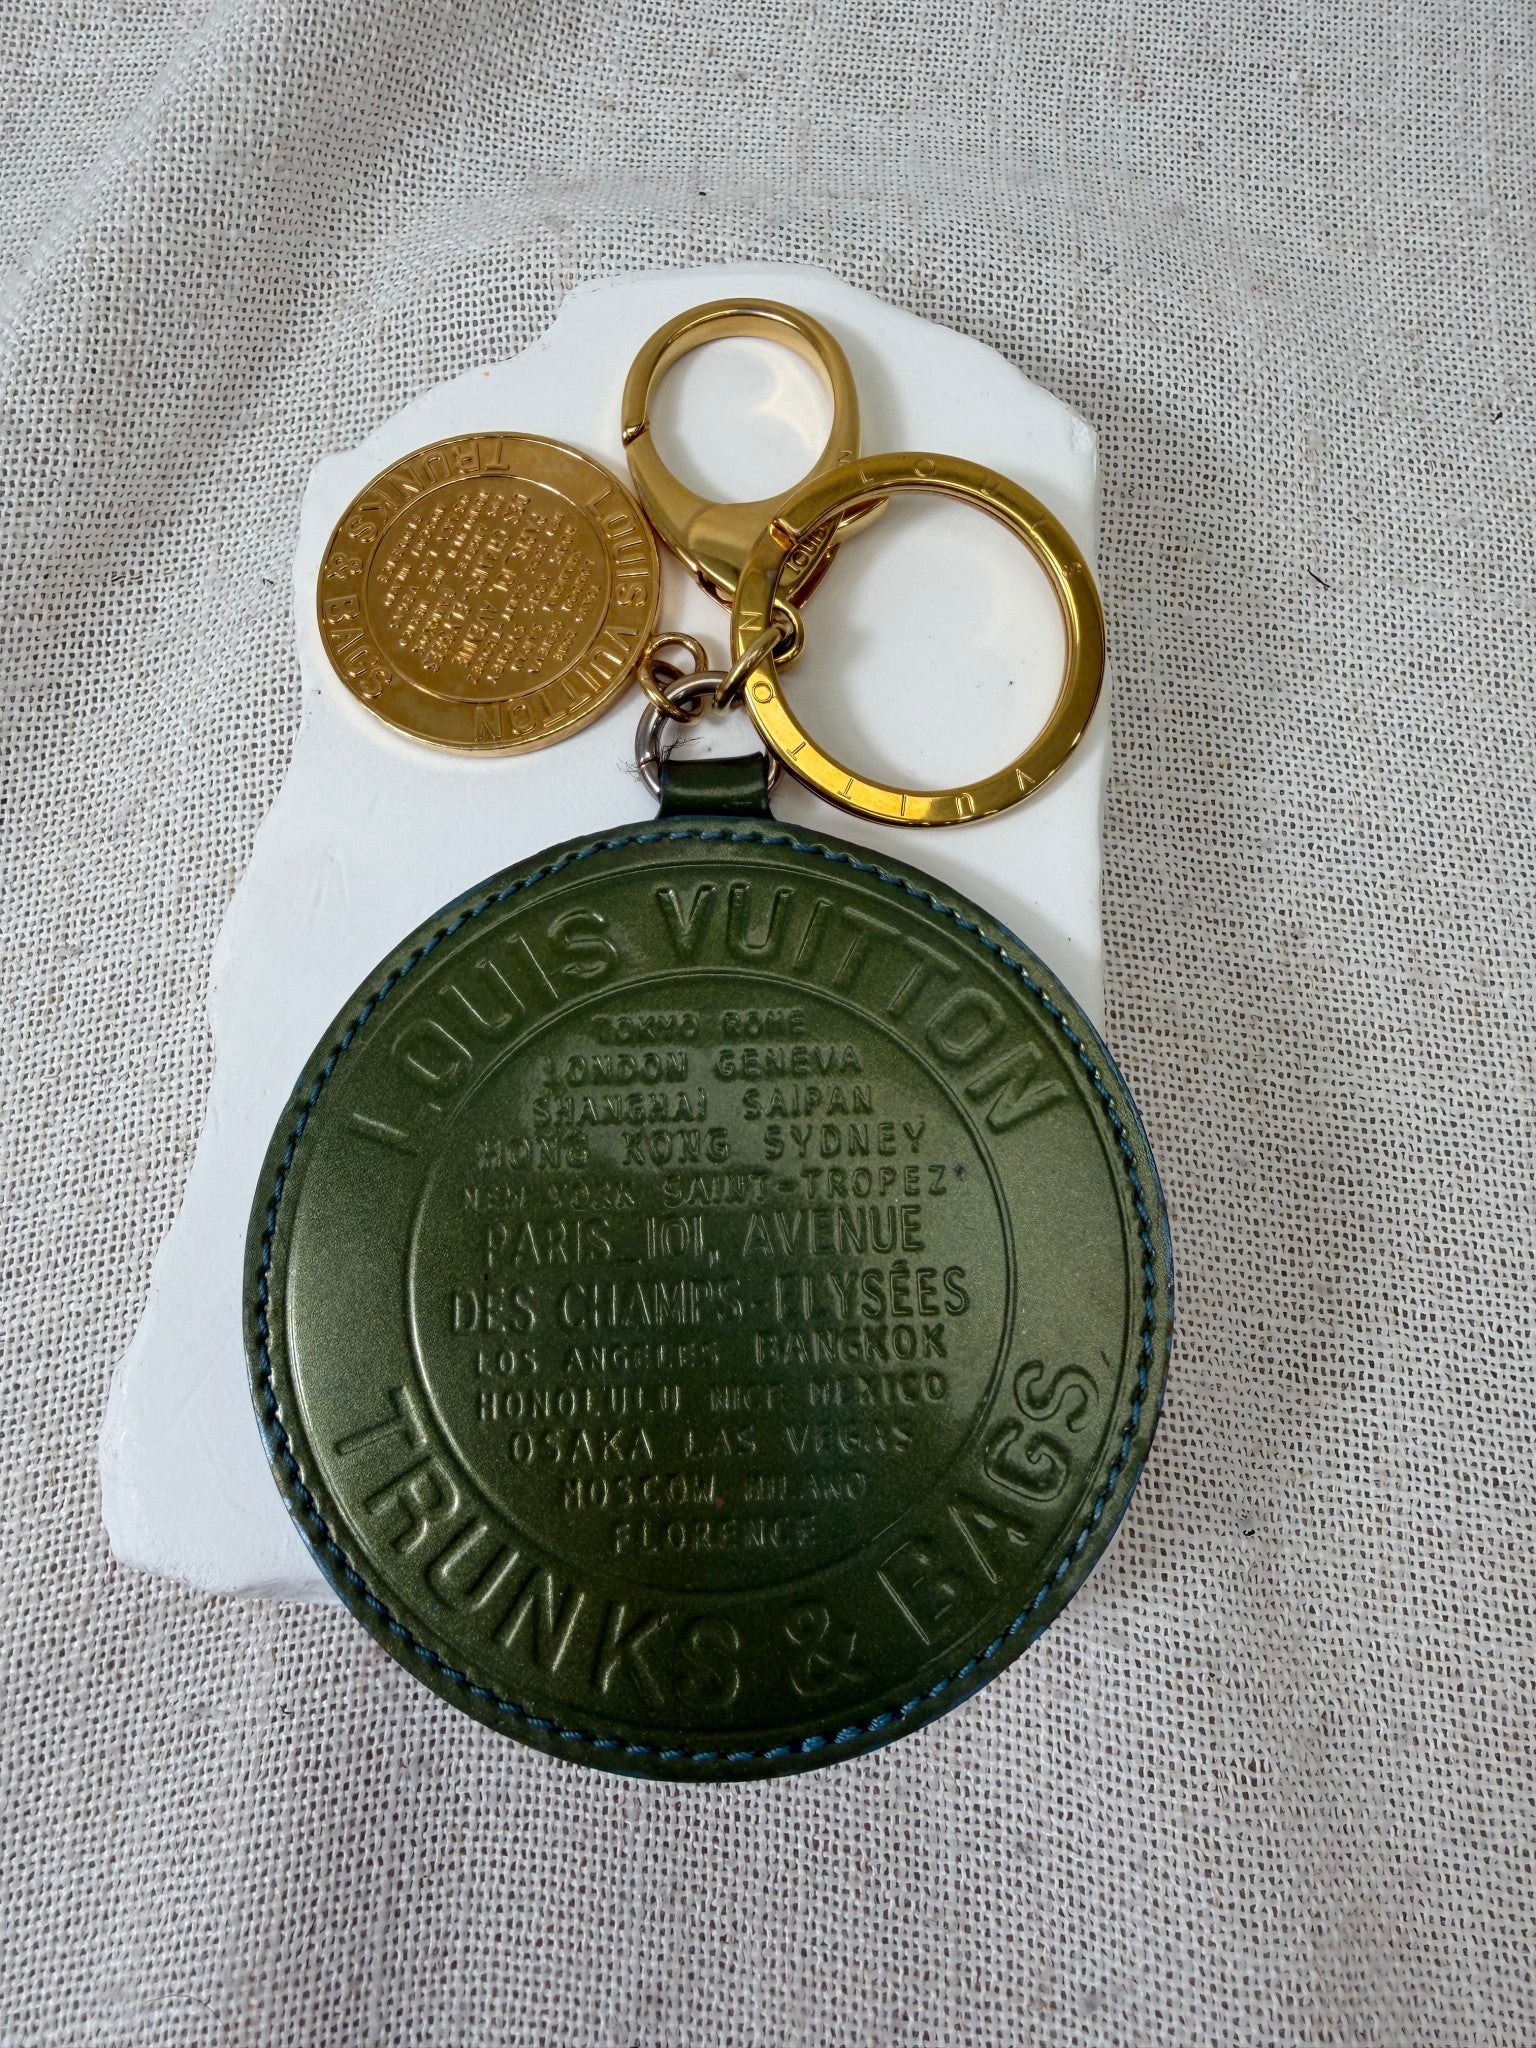 LOUIS VUITTON
TRUNKS & BAGS
LOUIS VUITTON
LOUIS VUITTON
TOKYO ROME
LONDON GENEVA
SHANGHAI SAIPAN
HONG KONG SYDNEY
NEW-YORK SAINT-TROPEZ
PARIS_101, AVENUE
DES CHAMPS-ELYSÉES
LOS ANGELES BANGKOK
HONOLULU NICE MEXICO
OSAKA LAS VEGAS
MOSCOW MILANO
FLORENCE
TRUNKS & BAGS